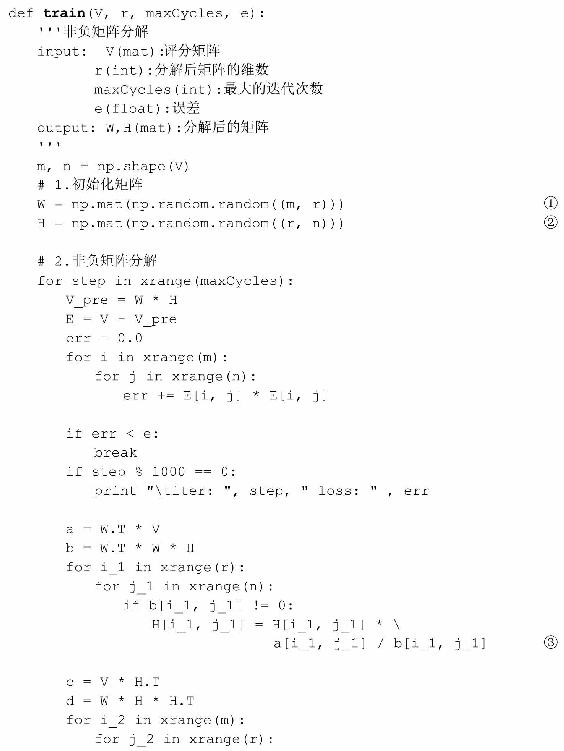 def train(V, r, maxCycles, e):
'''非负矩阵分解
input: V(mat):评分矩阵
r(int):分解后矩阵的维数
maxCycles(int):最大的迭代次数
e(float):误差
output: W,H(mat):分解后的矩阵
'''
m, n = np.shape(V)
# 1.初始化矩阵
W = np.mat(np.random.random((m, r))) ①
H = np.mat(np.random.random((r, n))) ②
# 2.非负矩阵分解
for step in xrange(maxCycles):
V_pre = W * H
E = V - V_pre
err = 0.0
for i in xrange(m):
for j in xrange(n):
err += E[i, j] * E[i, j]
if err < e:
break
if step % 1000 == 0:
print "\titer: ", step, " loss: " , err
a = W.T * V
b = W.T * W * H
for i_1 in xrange(r):
for j_1 in xrange(n):
if b[i_1, j_1] != 0:
H[i_1, j_1] = H[i_1, j_1] * \
a[i_1, j_1] / b[i_1, j_1] ③
c = V * H.T
d = W * H * H.T
for i_2 in xrange(m):
for j_2 in xrange(r):